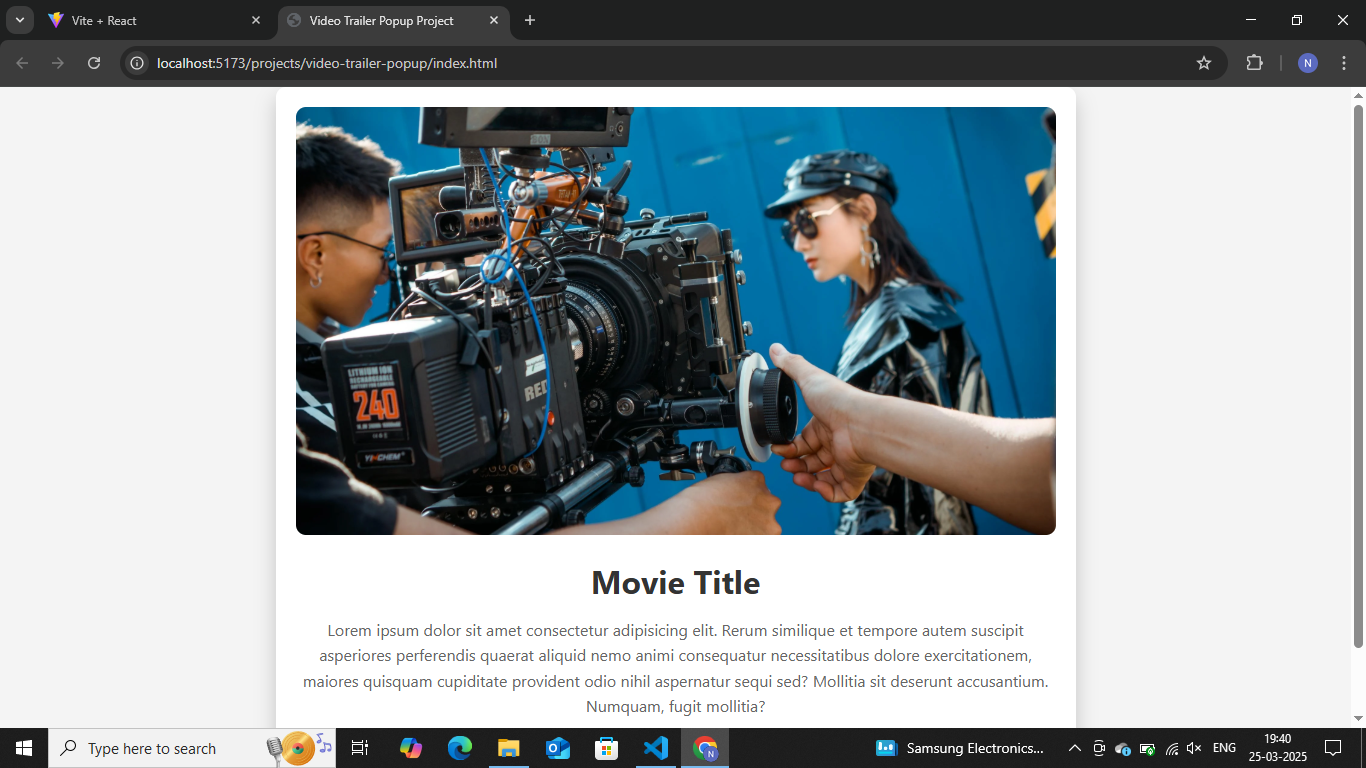 Vite + React
Video Trailer Popup Project
localhost:5173/projects/video-trailer-popup/index.html
N
LITHIUM ION
RECHARGEABLE
240
RED
Movie Title
Lorem ipsum dolor sit amet consectetur adipisicing elit. Rerum similique et tempore autem suscipit
asperiores perferendis quaerat aliquid nemo animi consequatur necessitatibus dolore exercitationem,
maiores quisquam cupiditate provident odio nihil aspernatur sequi sed? Mollitia sit deserunt accusantium.
Numquam, fugit mollitia?
Type here to search
N
Samsung Electronics...
ENG
19:40
25-03-2025